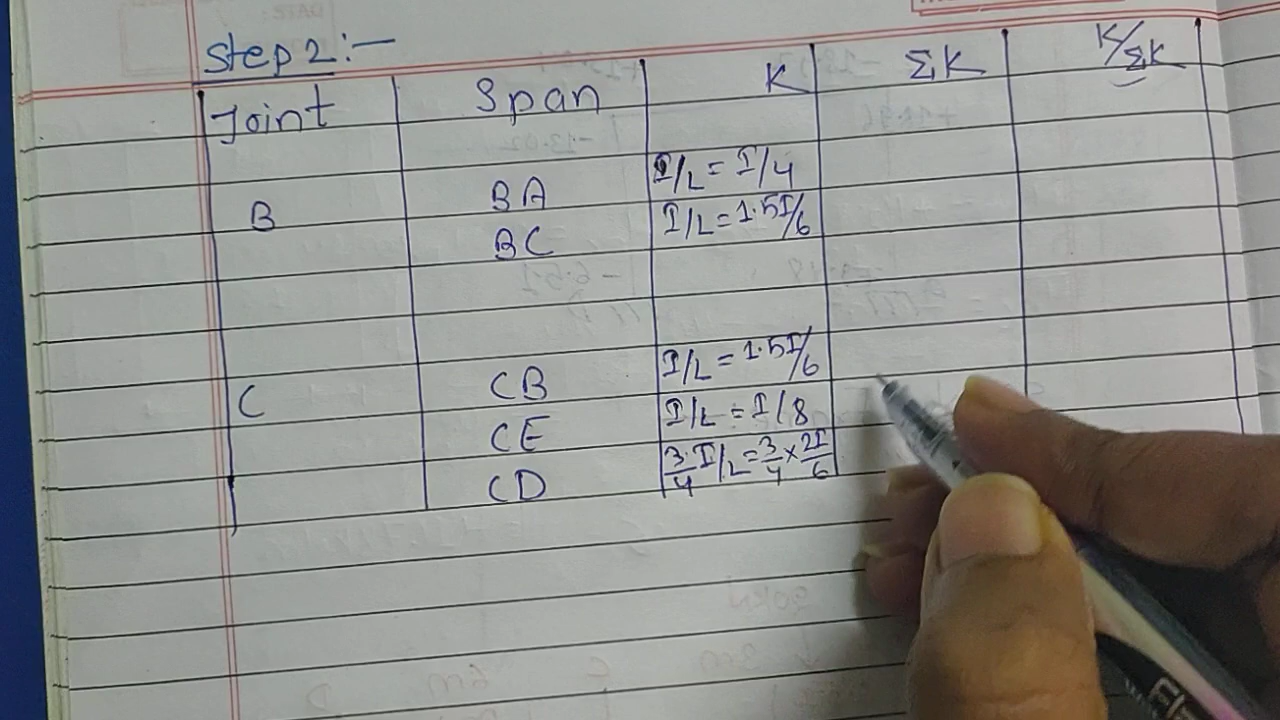 Step 2:-
Joint Span K ΣK K/ΣK
B BA I/L = I/4
BC I/L = 1.5I/6
C CB I/L = 1.5I/6
CE I/L = I/8
CD 3/4 I/L = 3/4 × 2I/6